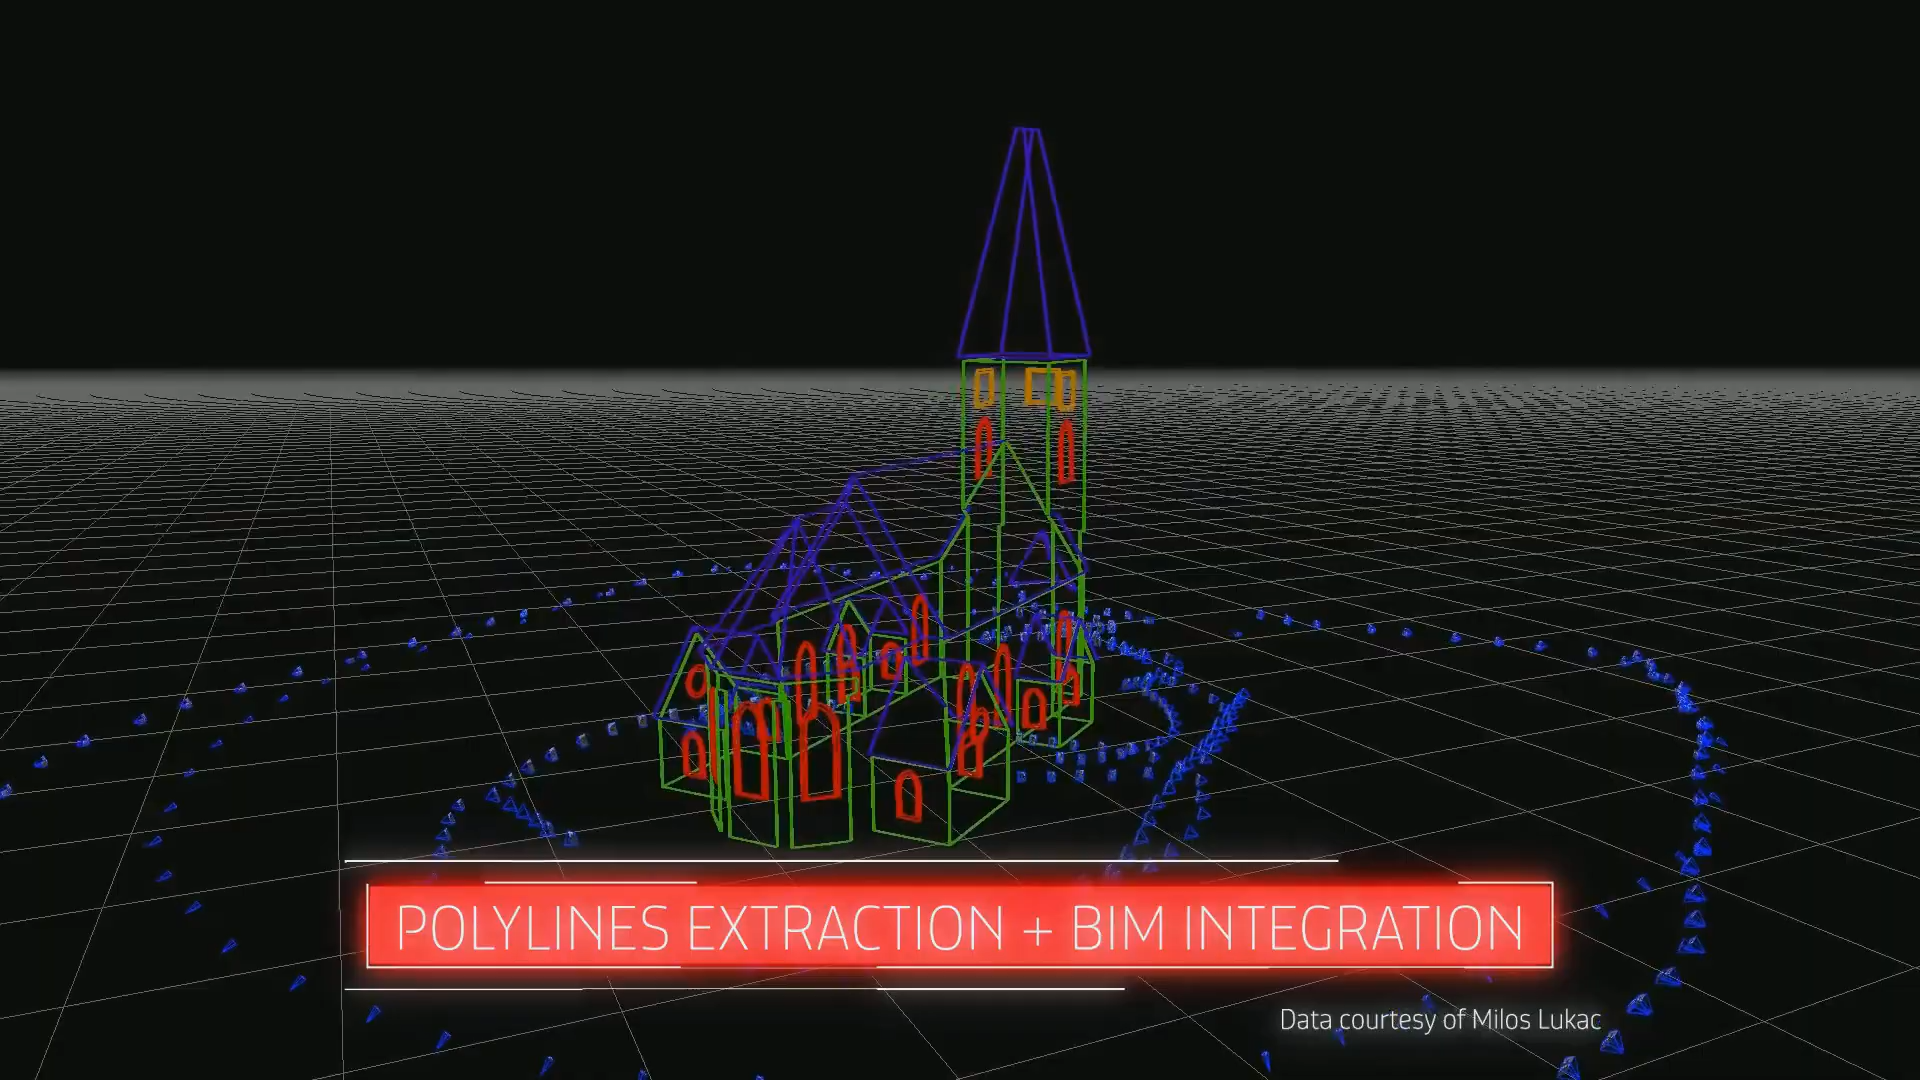 POLYLINES EXTRACTION + BIM INTEGRATION
Data courtesy of Milos Lukac